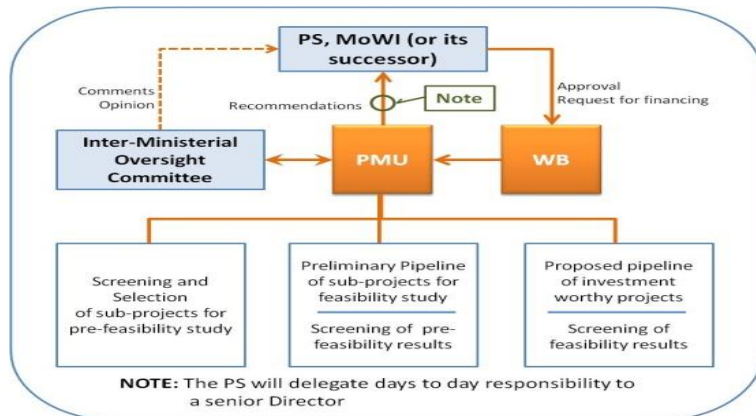 PS, MoWI (or its
successor)
Comments
Opinion
Recommendations
Note
Approval
Request for financing
Inter-Ministerial
Oversight
Committee
PMU
WB
Screening and
Selection
of sub-projects for
pre-feasibility study
Preliminary Pipeline
of sub-projects for
feasibility study
Screening of pre-
feasibility results
Proposed pipeline
of investment
worthy projects
Screening of
feasibility results
NOTE: The PS will delegate days to day responsibility to
a senior Director